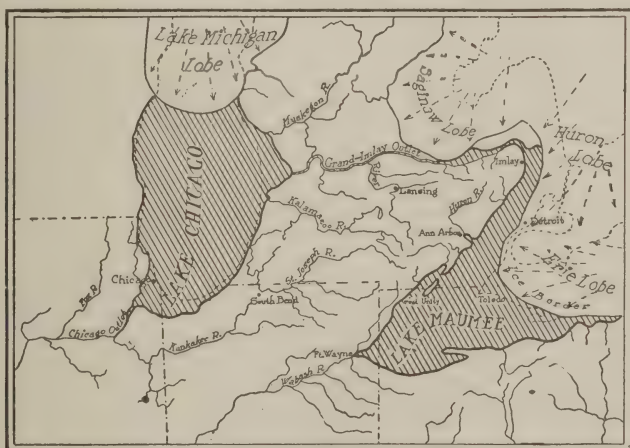 Lake Michigan
Lobe
Saginaw
Lobe
Huron
Lobe
Muskegon R.
Grand-Imlay Outlet
Imlay
LAKE CHICAGO
Lansing
Huron R.
Kalamazoo R.
Ann Arbor
Detroit
St. Joseph R.
Erie Lobe
Ice Border
Chicago
Fox R.
South Bend
Toledo
Chicago Outlet
LAKE MAUMEE
Kankakee R.
Ft. Wayne
Wabash R.